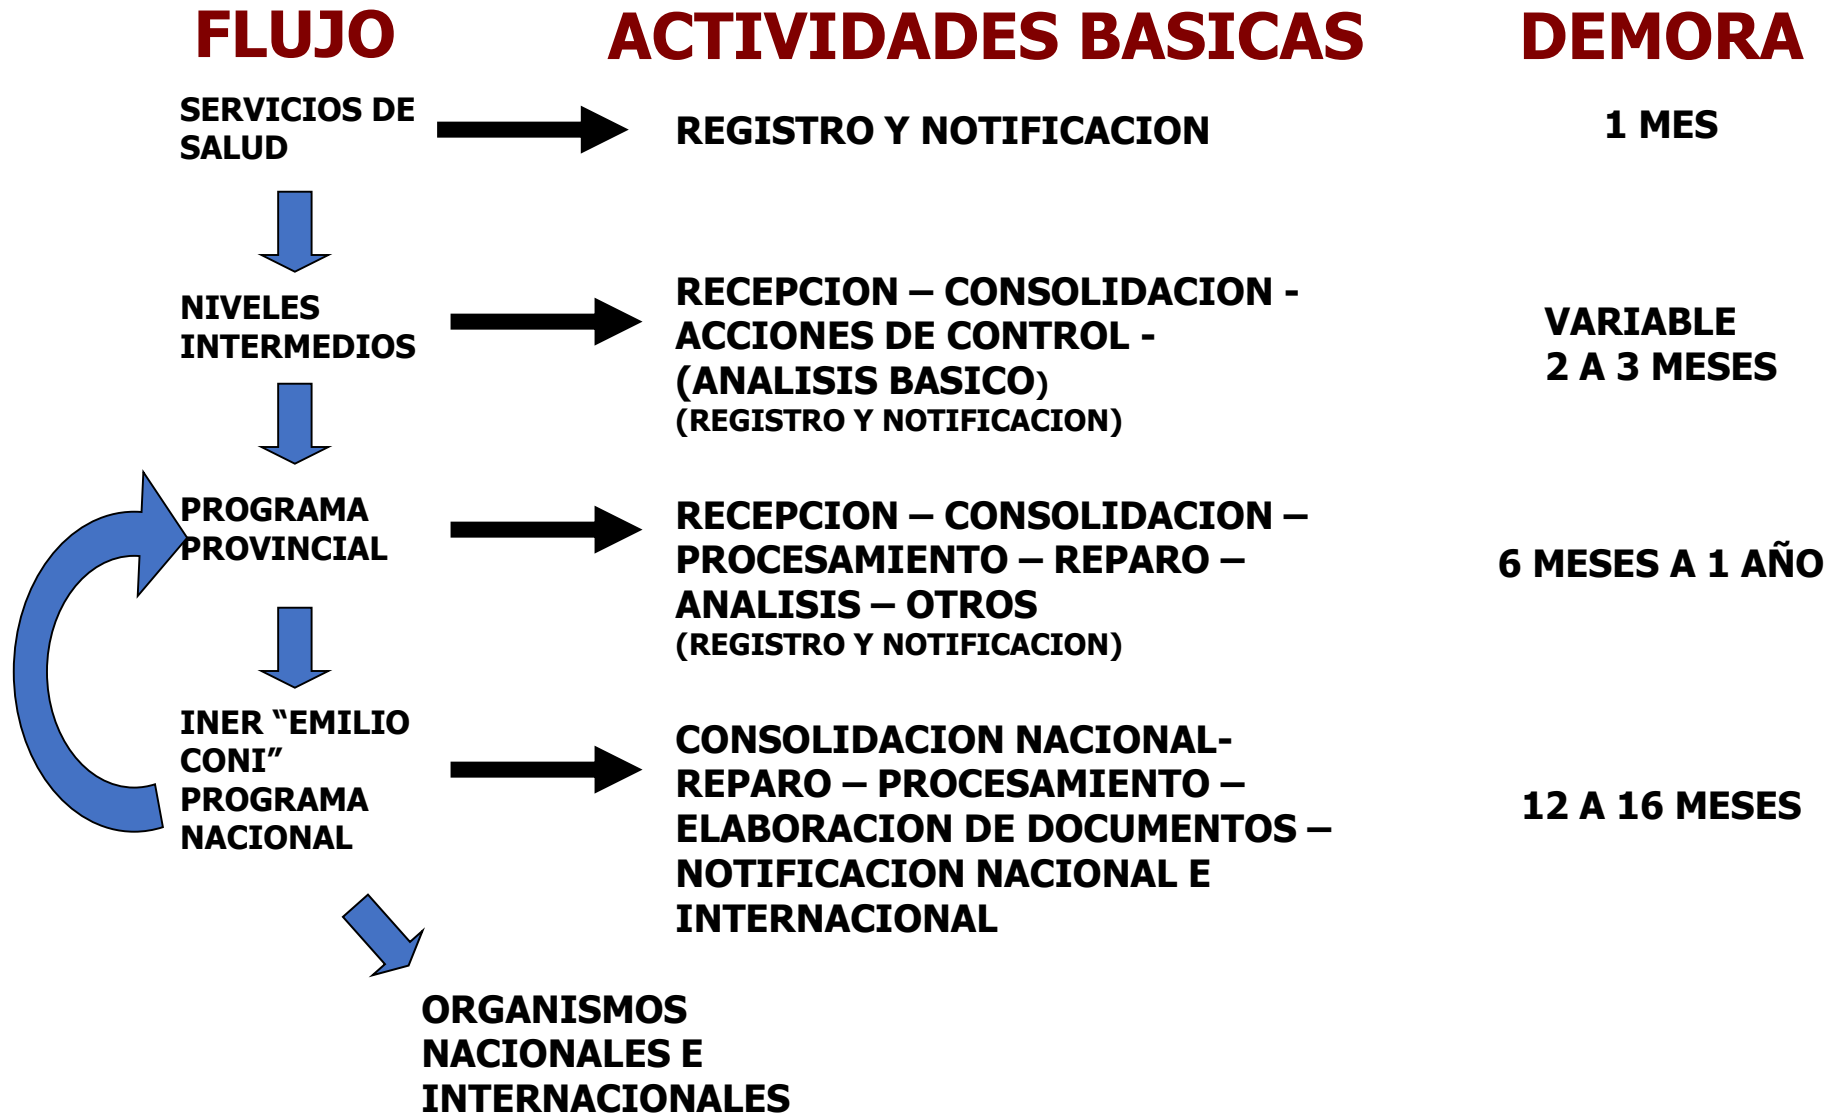 FLUJO
ACTIVIDADES BASICAS
DEMORA
SERVICIOS DE
SALUD
REGISTRO Y NOTIFICACION
1 MES
NIVELES
INTERMEDIOS
RECEPCION – CONSOLIDACION -
ACCIONES DE CONTROL -
(ANALISIS BASICO)
(REGISTRO Y NOTIFICACION)
VARIABLE
2 A 3 MESES
PROGRAMA
PROVINCIAL
RECEPCION – CONSOLIDACION –
PROCESAMIENTO – REPARO –
ANALISIS – OTROS
(REGISTRO Y NOTIFICACION)
6 MESES A 1 AÑO
INER “EMILIO
CONI”
PROGRAMA
NACIONAL
CONSOLIDACION NACIONAL-
REPARO – PROCESAMIENTO –
ELABORACION DE DOCUMENTOS –
NOTIFICACION NACIONAL E
INTERNACIONAL
12 A 16 MESES
ORGANISMOS
NACIONALES E
INTERNACIONALES